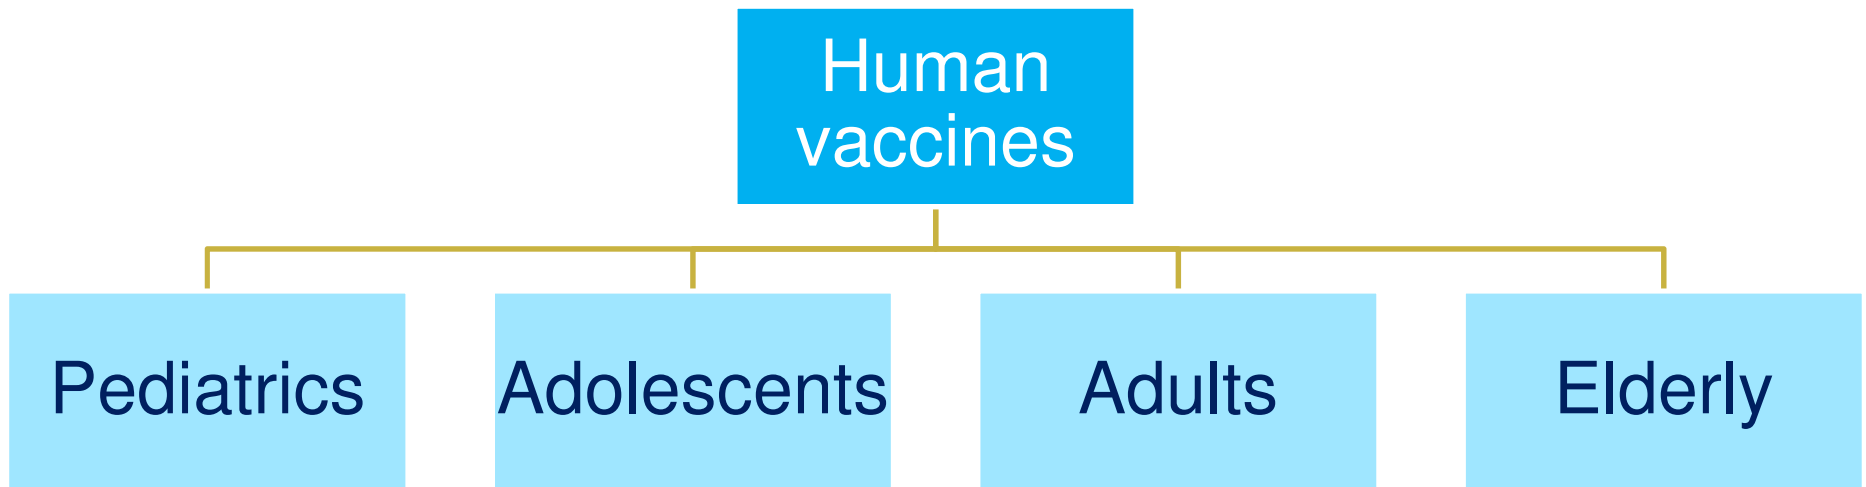 Human
vaccines
Pediatrics
Adolescents
Adults
Elderly